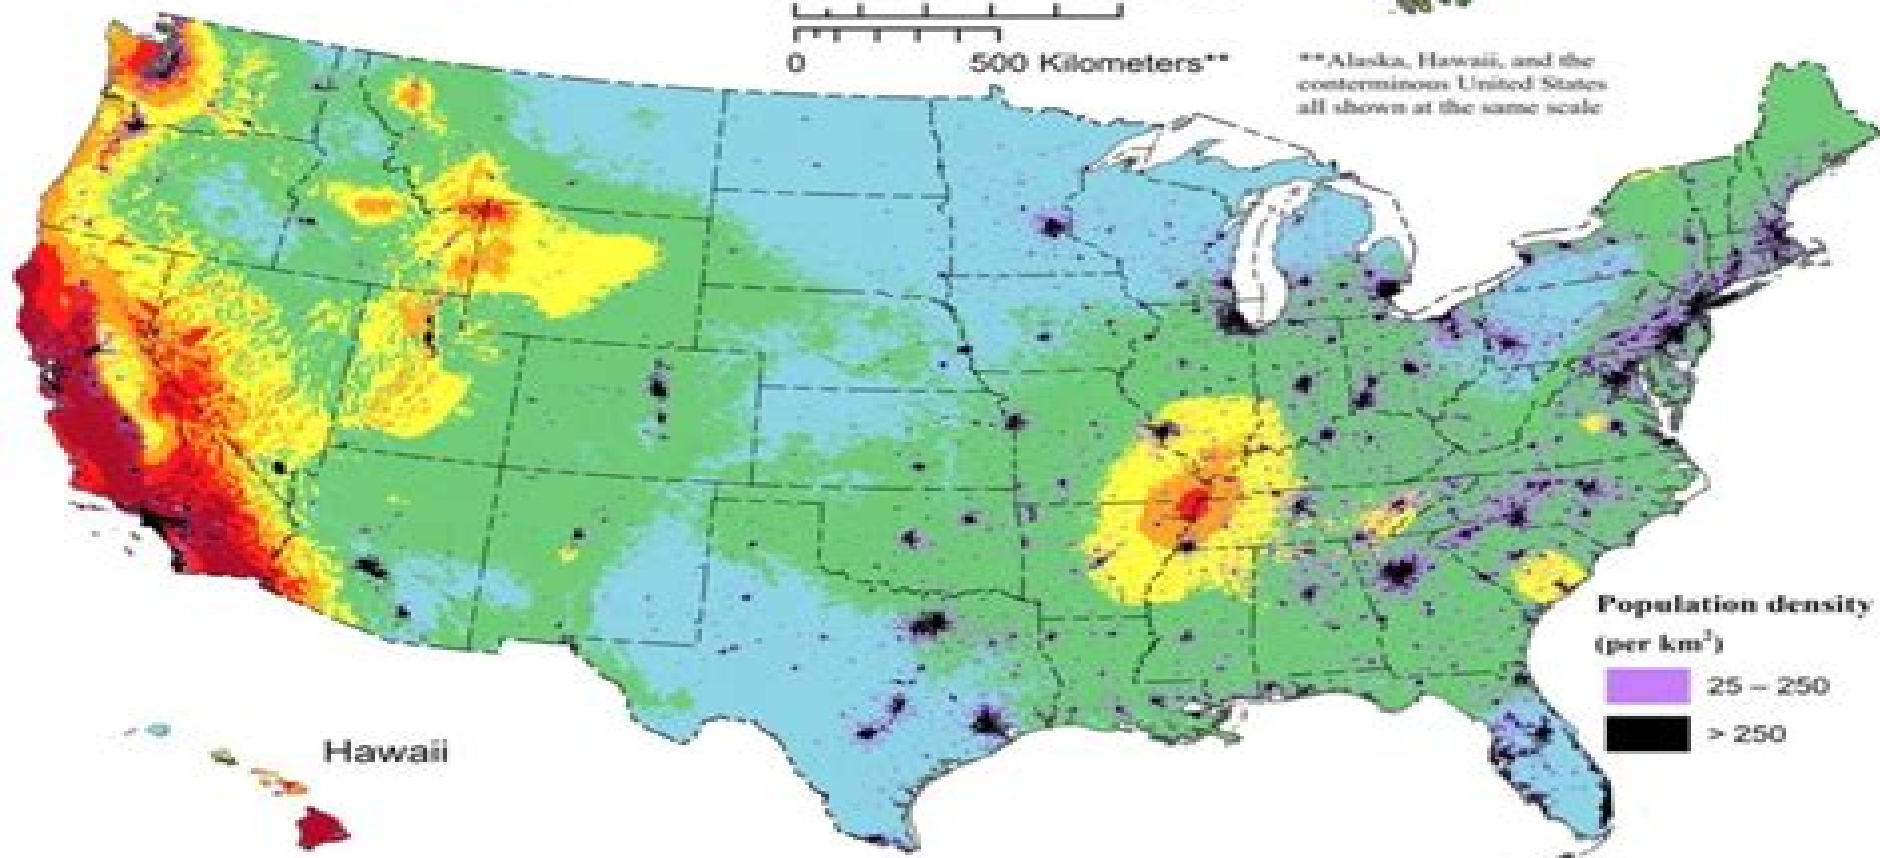 0 500 Kilometers**
**Alaska, Hawaii, and the
conterminous United States
all shown at the same scale
Population density
(per km²)
25 – 250
> 250
Hawaii